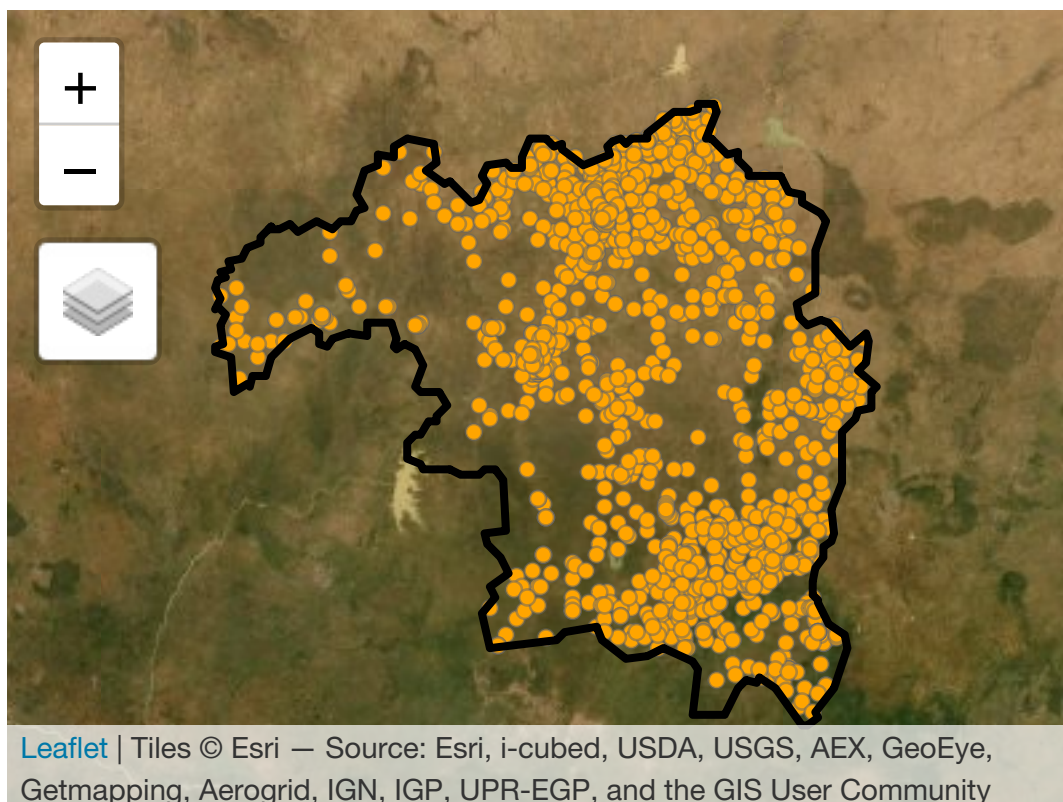 +
−
Leaflet | Tiles © Esri — Source: Esri, i-cubed, USDA, USGS, AEX, GeoEye,
Getmapping, Aerogrid, IGN, IGP, UPR-EGP, and the GIS User Community